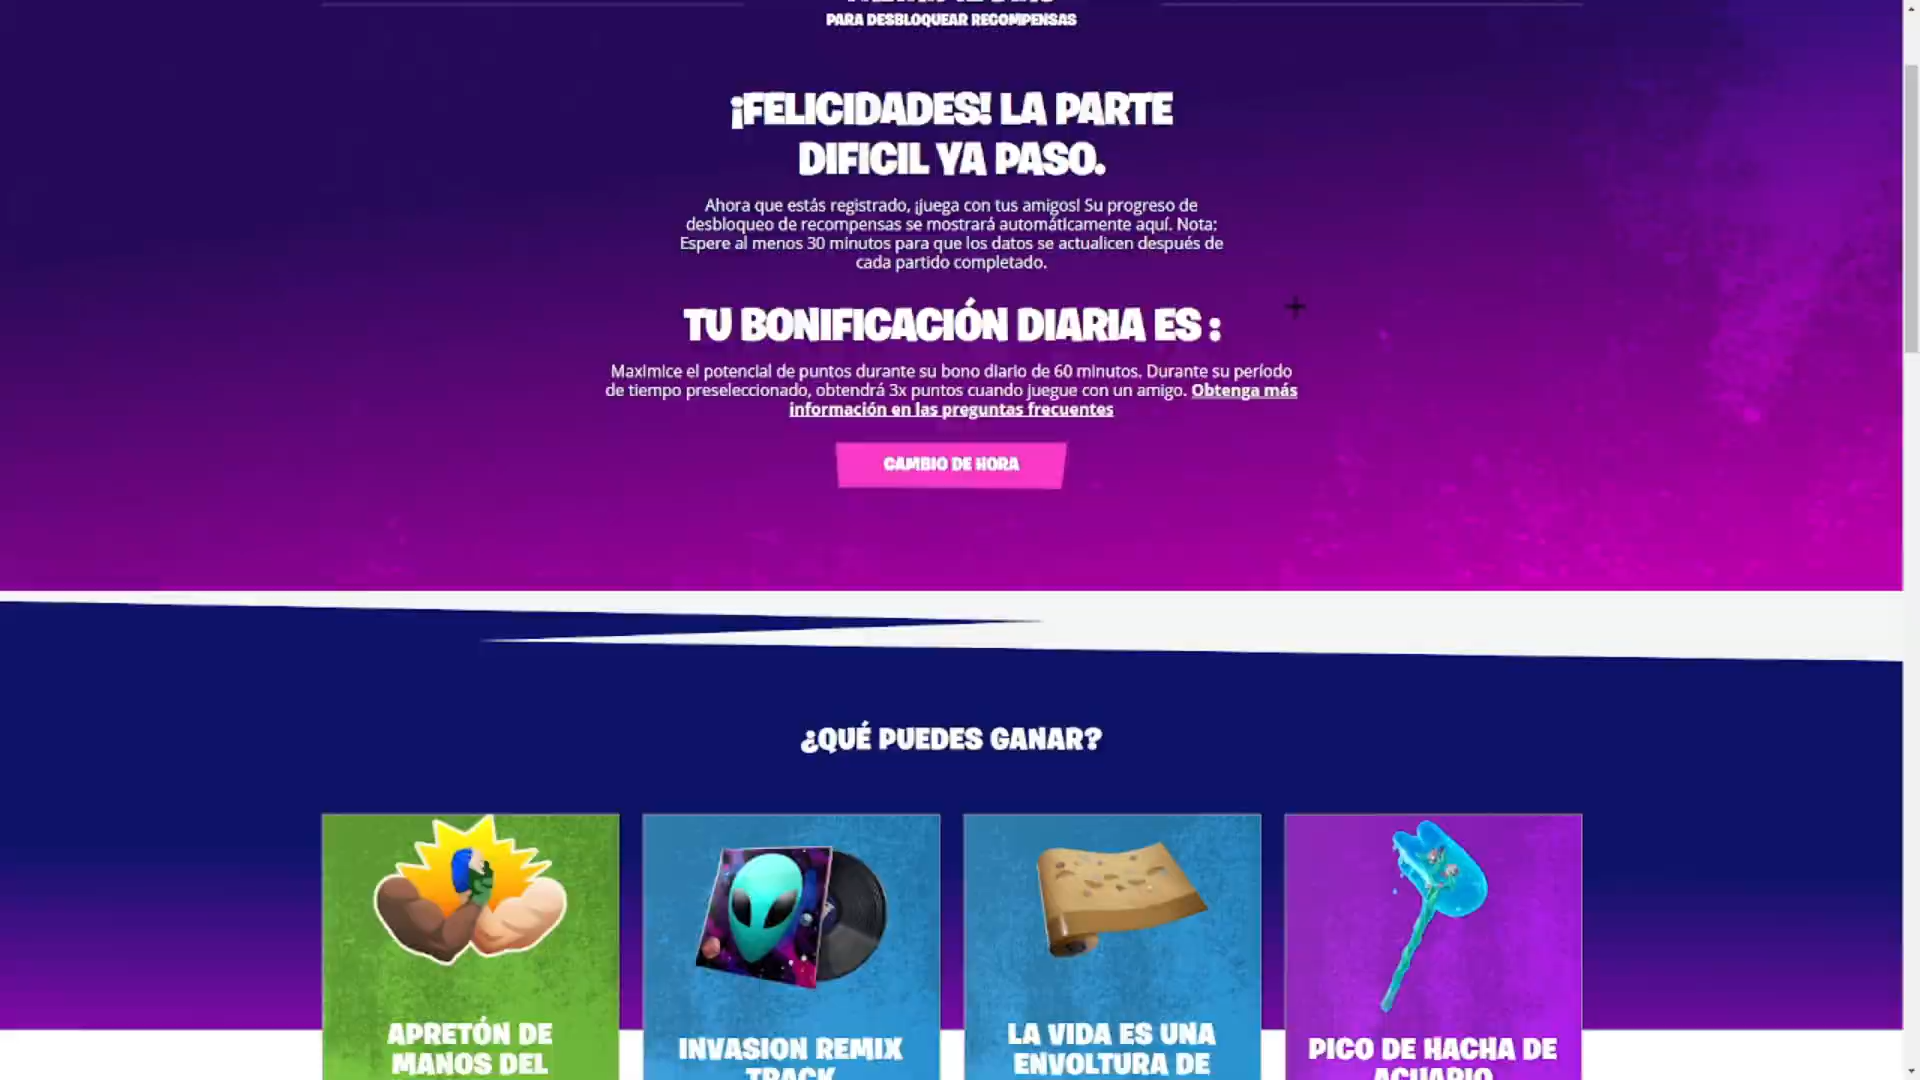 PARA DESBLOQUEAR RECOMPENSAS
¡FELICIDADES! LA PARTE
DIFICIL YA PASO.
Ahora que estás registrado, ¡juega con tus amigos! Su progreso de
desbloqueo de recompensas se mostrará automáticamente aquí. Nota:
Espere al menos 30 minutos para que los datos se actualicen después de
cada partido completado.
TU BONIFICACIÓN DIARIA ES :
Maximice el potencial de puntos durante su bono diario de 60 minutos. Durante su período
de tiempo preseleccionado, obtendrá 3x puntos cuando juegue con un amigo. Obtenga más
información en las preguntas frecuentes
CAMBIO DE HORA
¿QUÉ PUEDES GANAR?
APRETÓN DE
MANOS DEL
INVASION REMIX
TRACK
LA VIDA ES UNA
ENVOLTURA DE
PICO DE HACHA DE
ACUARIO